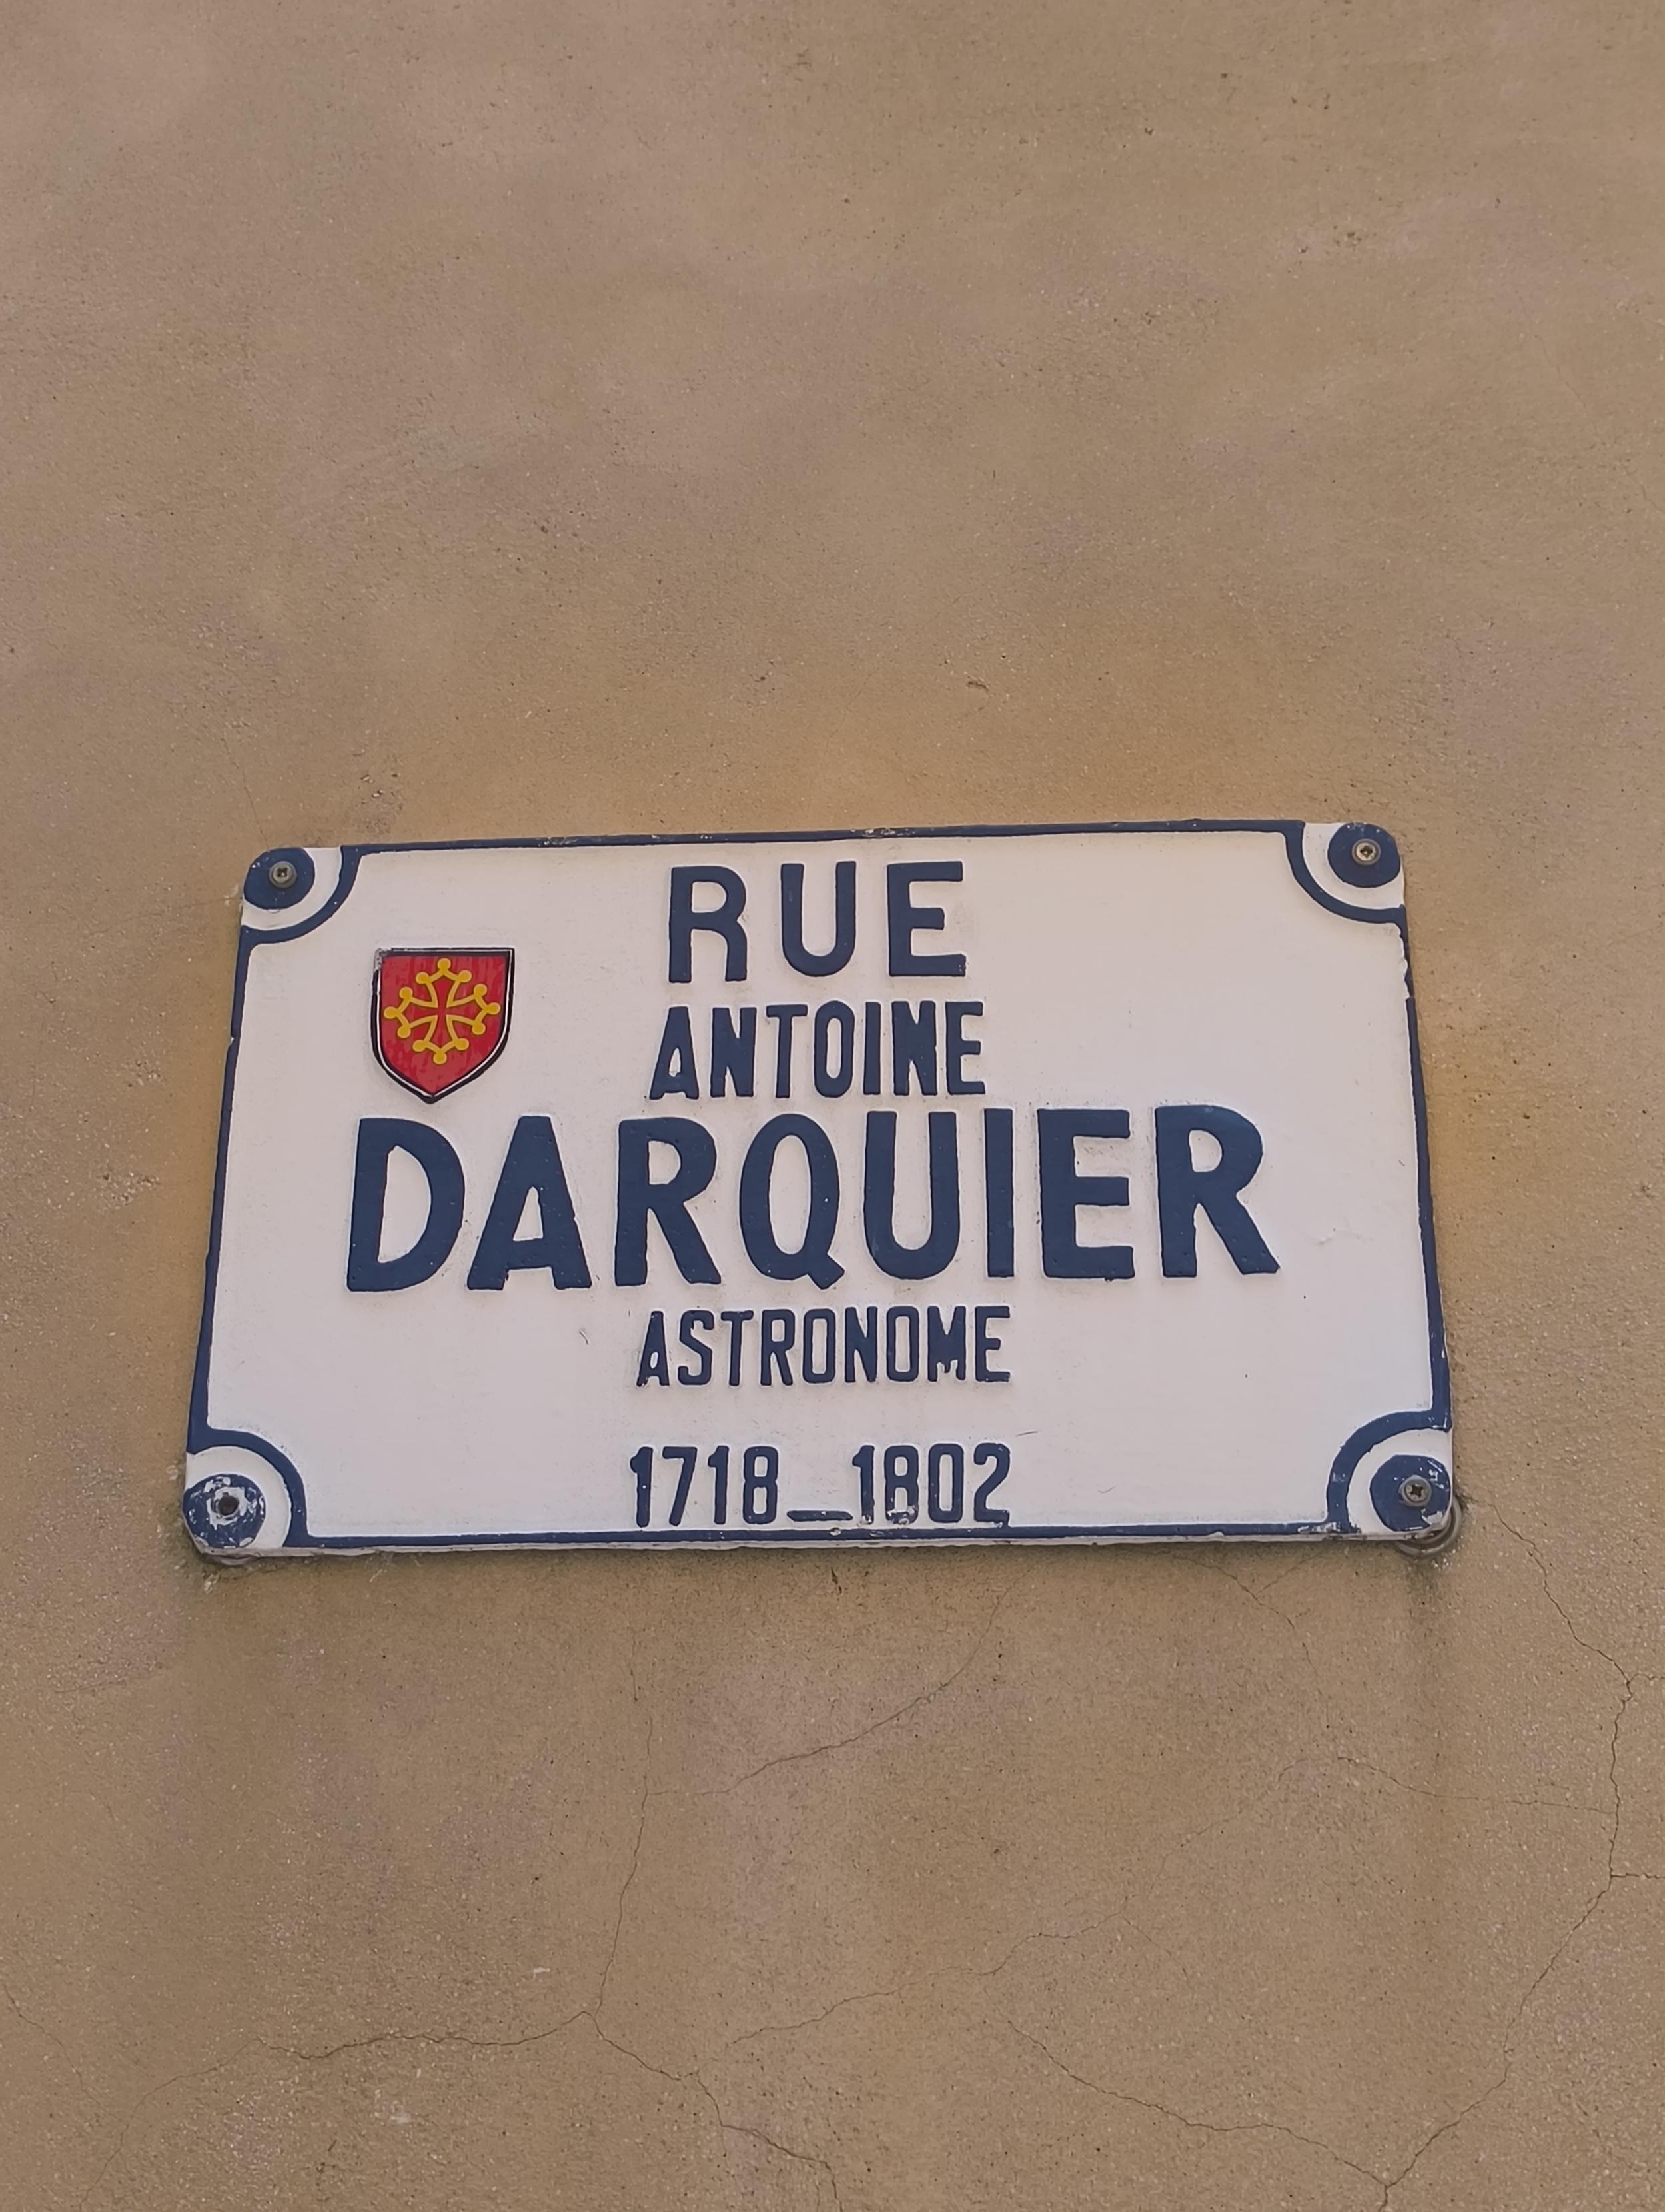 RUE
ANTOINE
DARQUIER
ASTRONOME
1718_1802